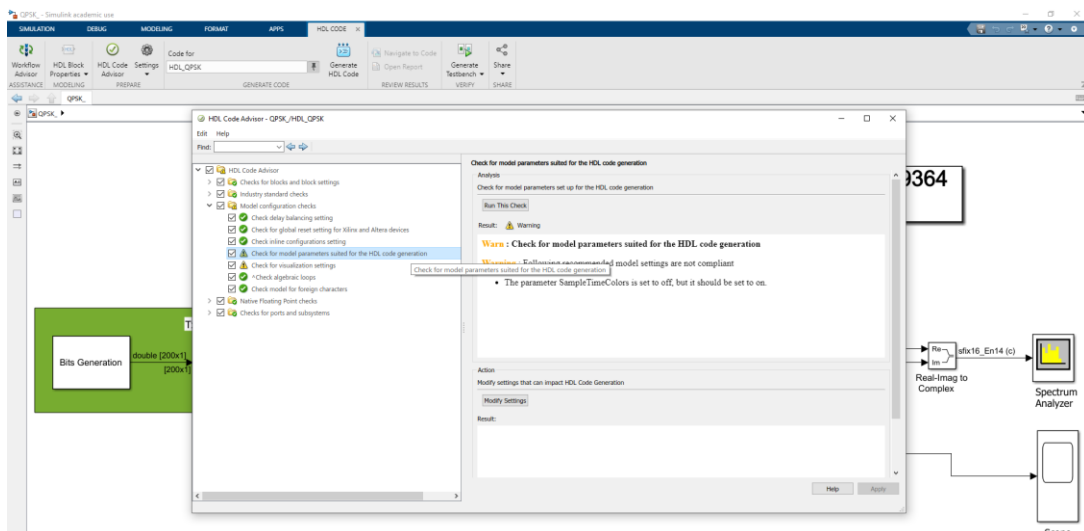 QPSK_ - Simulink academic use
SIMULATION DEBUG MODELING FORMAT APPS HDL CODE
Workflow Advisor
HDL Block Properties
HDL Code Advisor
Settings
Code for
HDL_QPSK
Generate HDL Code
Navigate to Code
Open Report
Generate Testbench
Share
ASSISTANCE MODELING PREPARE GENERATE CODE REVIEW RESULTS VERIFY SHARE
QPSK_
QPSK_
HDL Code Advisor - QPSK_/HDL_QPSK
Edit Help
Find:
HDL Code Advisor
Checks for blocks and block settings
Industry standard checks
Model configuration checks
Check delay balancing setting
Check for global reset setting for Xilinx and Altera devices
Check inline configurations setting
Check for model parameters suited for the HDL code generation
Check for visualization settings
^Check algebraic loops
Check model for foreign characters
Native Floating Point checks
Checks for ports and subsystems
Check for model parameters suited for the HDL code generation
Analysis
Check for model parameters set up for the HDL code generation
Run This Check
Result: Warning
Warn : Check for model parameters suited for the HDL code generation
Warning : Following recommended model settings are not compliant
Check for model parameters suited for the HDL code generation
• The parameter SampleTimeColors is set to off, but it should be set to on.
Action
Modify settings that can impact HDL Code Generation
Modify Settings
Result:
Help Apply
9364
T
Bits Generation
double [200x1]
[200x1]
Re
Im
sfix16_En14 (c)
Real-Imag to
Complex
Spectrum
Analyzer